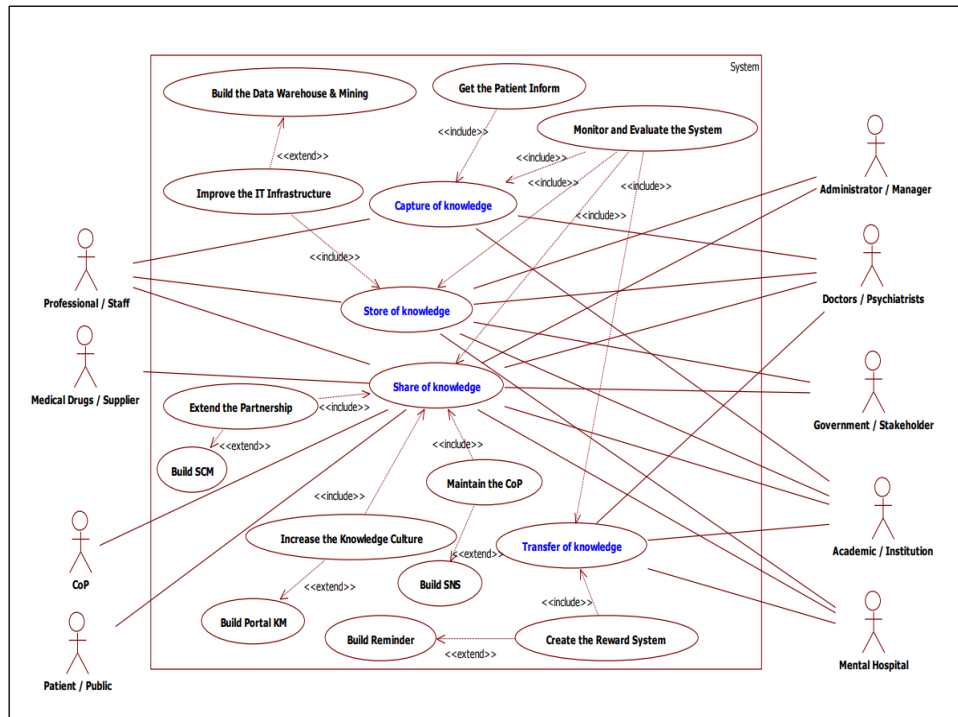 System
Build the Data Warehouse & Mining
Get the Patient Inform
Monitor and Evaluate the System
<<include>>
<<extend>>
<<include>>
<<include>>
Improve the IT Infrastructure
Capture of knowledge
<<include>>
Administrator / Manager
<<include>>
Professional / Staff
Store of knowledge
Doctors / Psychiatrists
Share of knowledge
Medical Drugs / Supplier
Extend the Partnership
<<include>>
Government / Stakeholder
<<extend>>
<<include>>
Build SCM
Maintain the CoP
<<include>>
Increase the Knowledge Culture
Transfer of knowledge
Academic / Institution
CoP
<<extend>>
<<extend>>
Build SNS
<<include>>
Build Portal KM
Build Reminder
Create the Reward System
<<extend>>
Mental Hospital
Patient / Public